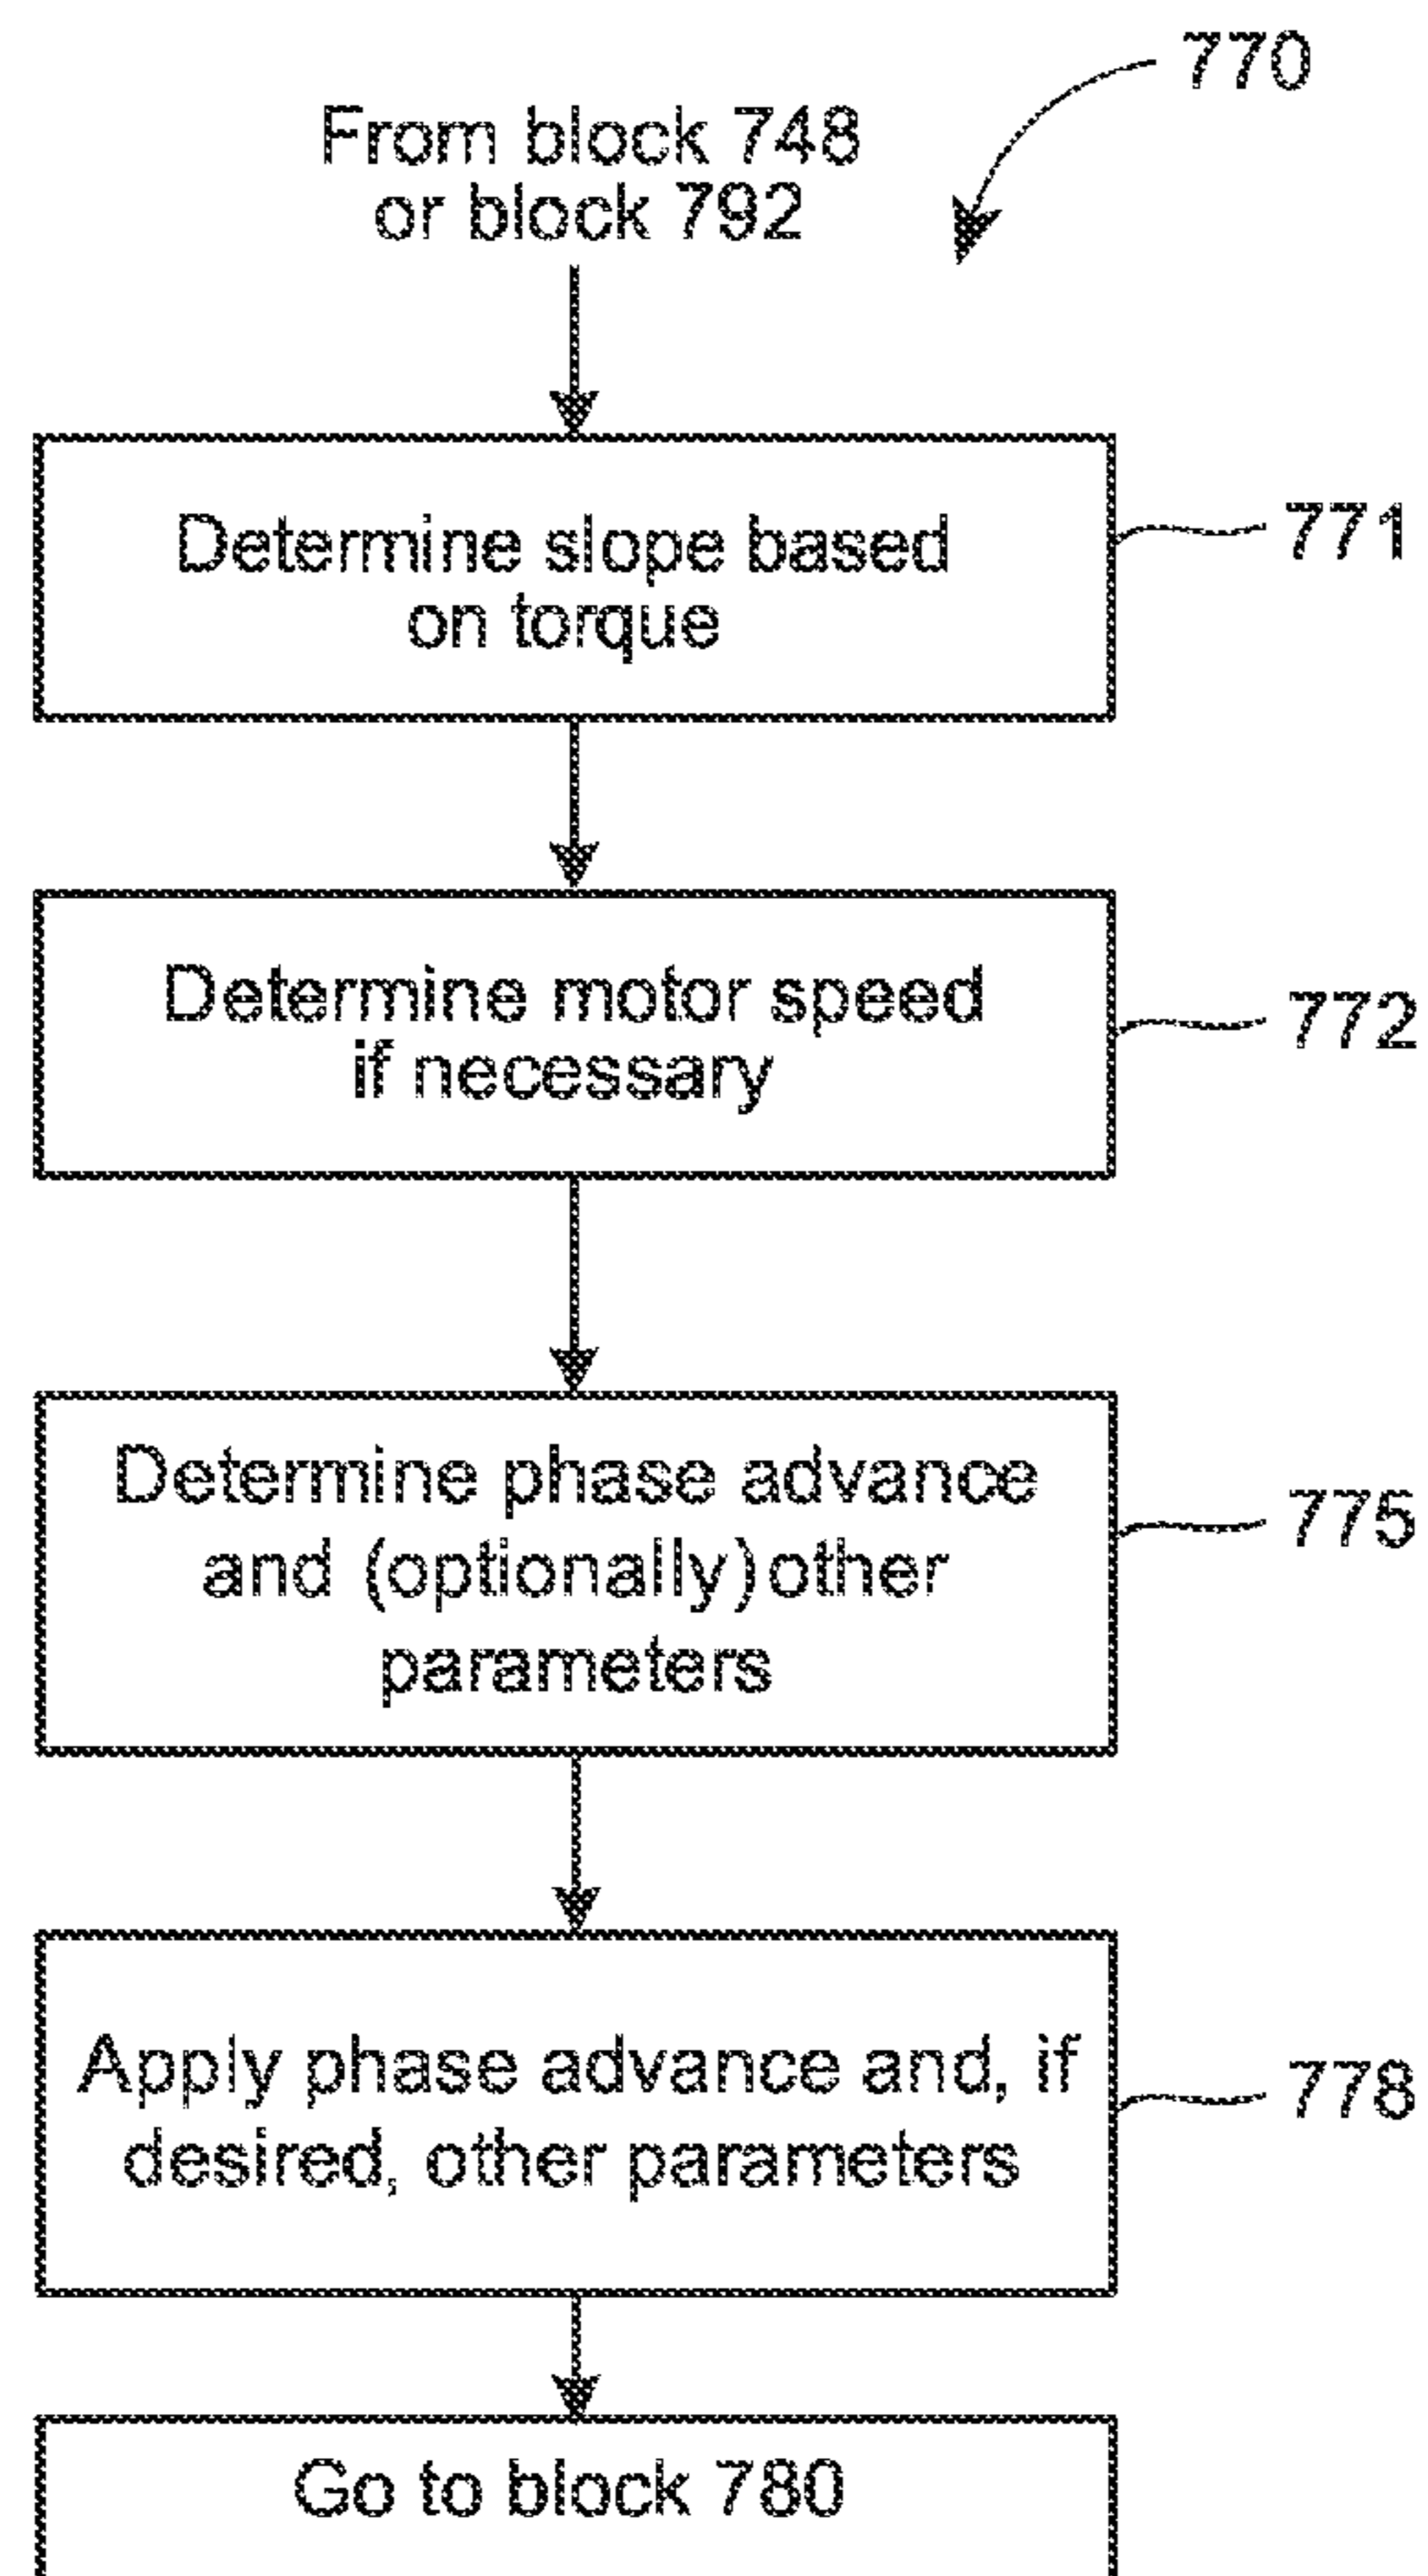 770
From block 748
or block 792
Determine slope based
on torque
771
Determine motor speed
if necessary
772
Determine phase advance
and (optionally) other
parameters
775
Apply phase advance and, if
desired, other parameters
778
Go to block 780